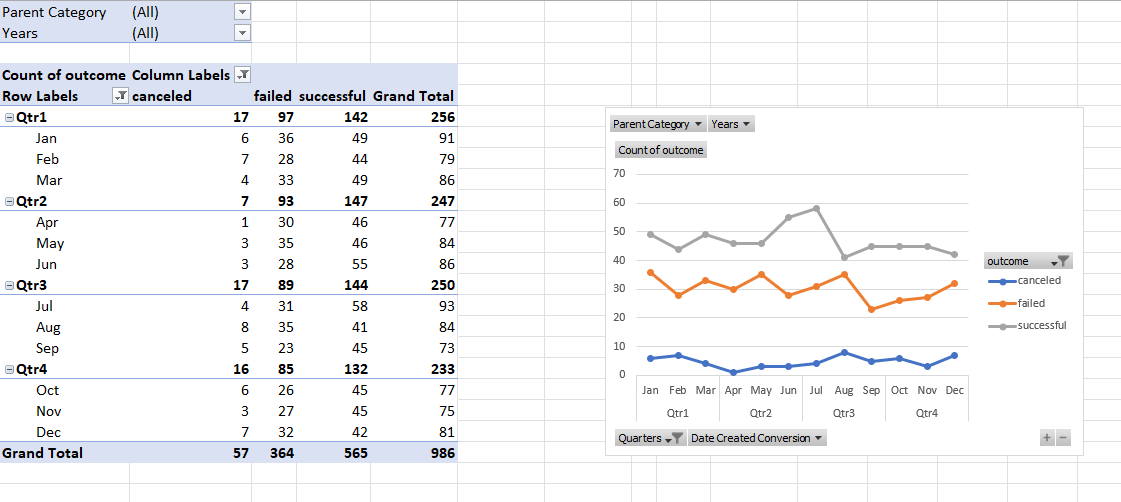 Parent Category (All)
Years (All)
Count of outcome Column Labels
Row Labels canceled failed successful Grand Total
Qtr1 17 97 142 256
Jan 6 36 49 91
Feb 7 28 44 79
Mar 4 33 49 86
Qtr2 7 93 147 247
Apr 1 30 46 77
May 3 35 46 84
Jun 3 28 55 86
Qtr3 17 89 144 250
Jul 4 31 58 93
Aug 8 35 41 84
Sep 5 23 45 73
Qtr4 16 85 132 233
Oct 6 26 45 77
Nov 3 27 45 75
Dec 7 32 42 81
Grand Total 57 364 565 986
Parent Category Years
Count of outcome
70
60
50
40
30
20
10
0
Jan Feb Mar Apr May Jun Jul Aug Sep Oct Nov Dec
Qtr1 Qtr2 Qtr3 Qtr4
outcome
canceled
failed
successful
Quarters Date Created Conversion